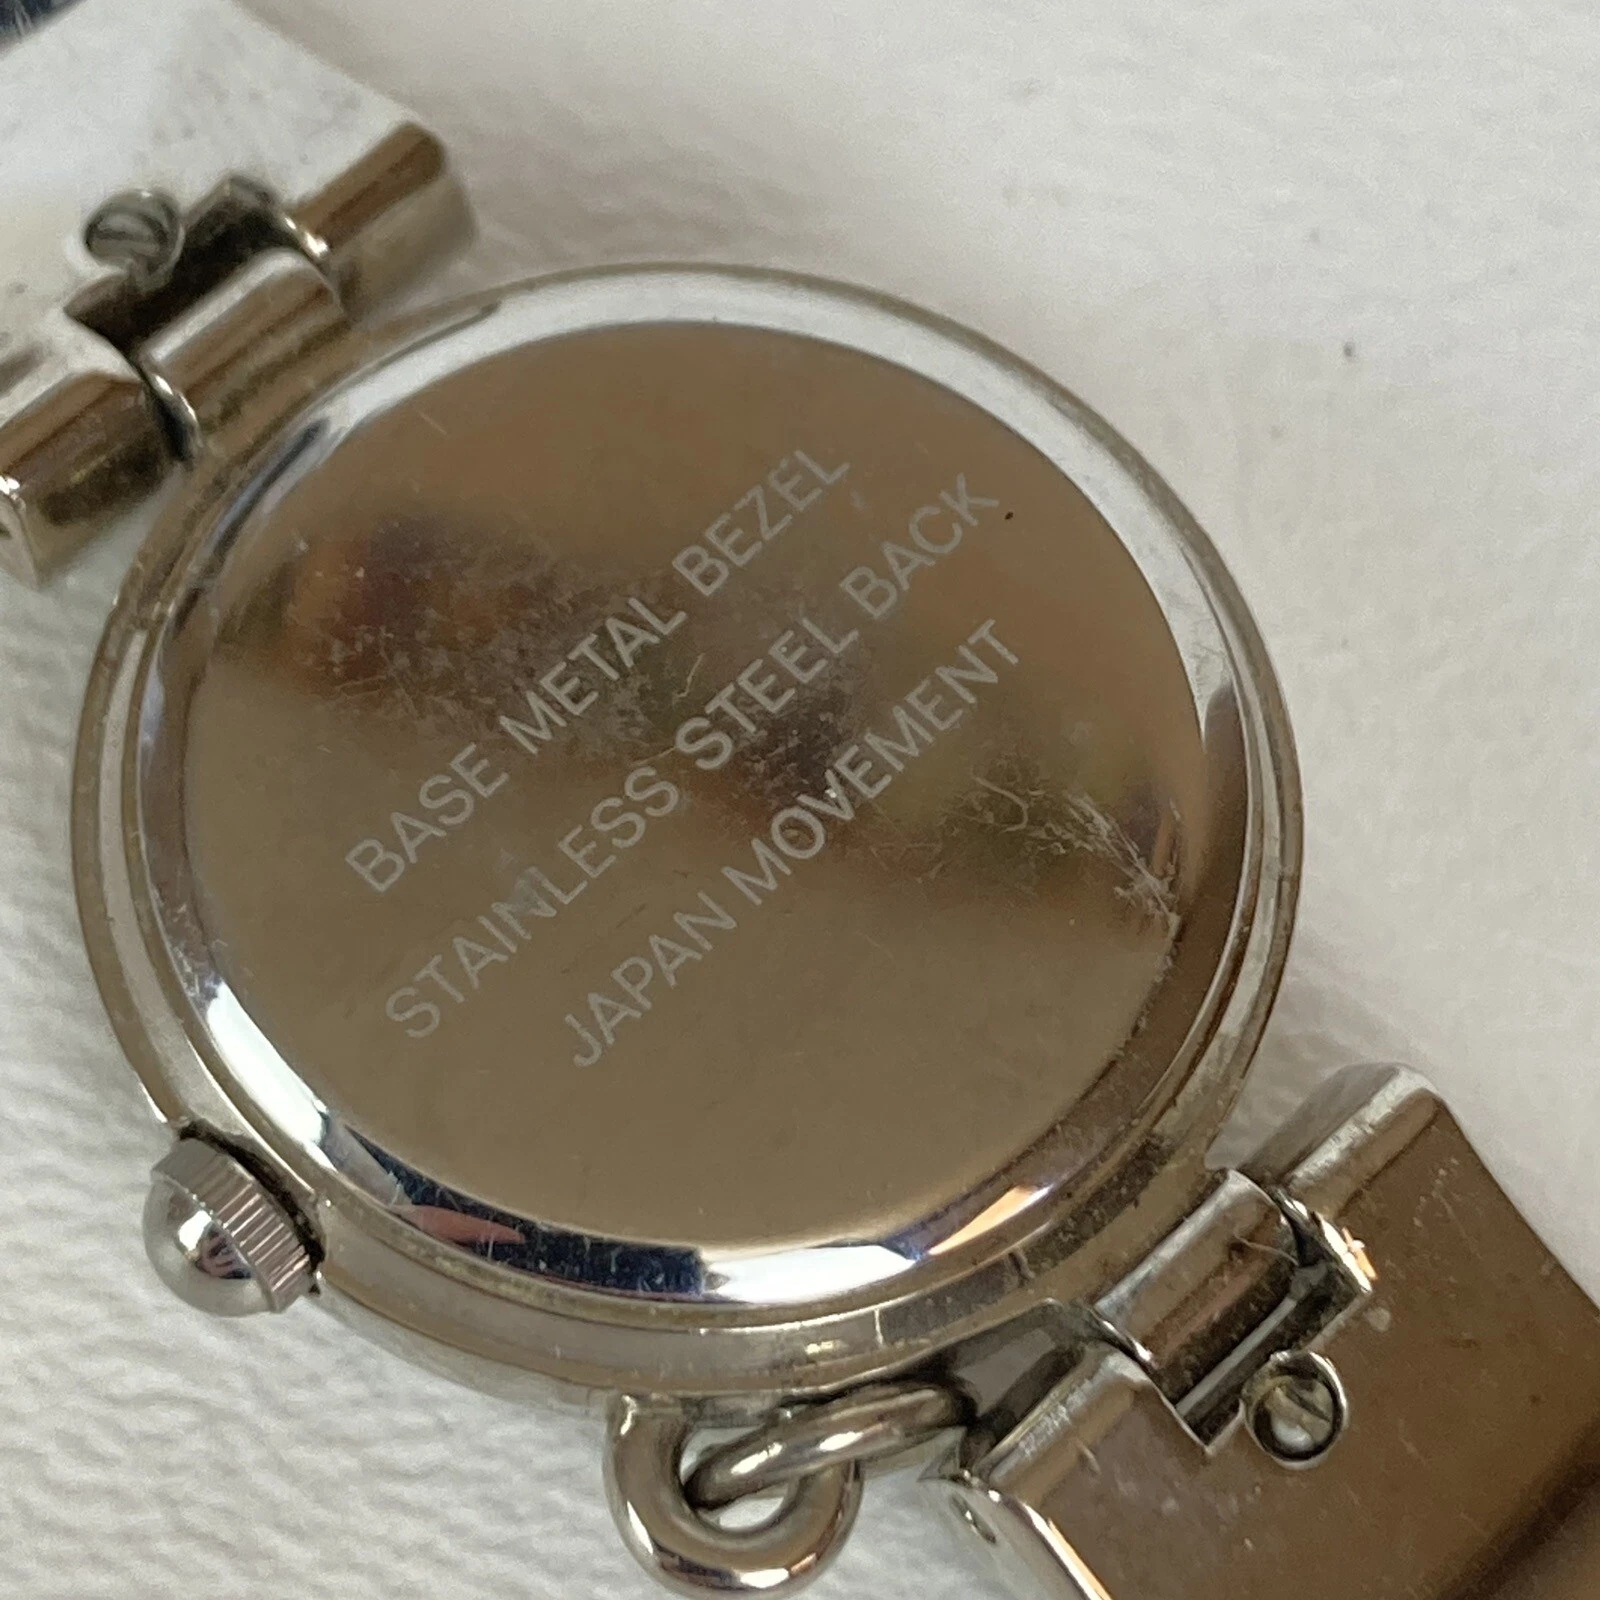 BASE METAL BEZEL
STAINLESS STEEL BACK
JAPAN MOVEMENT